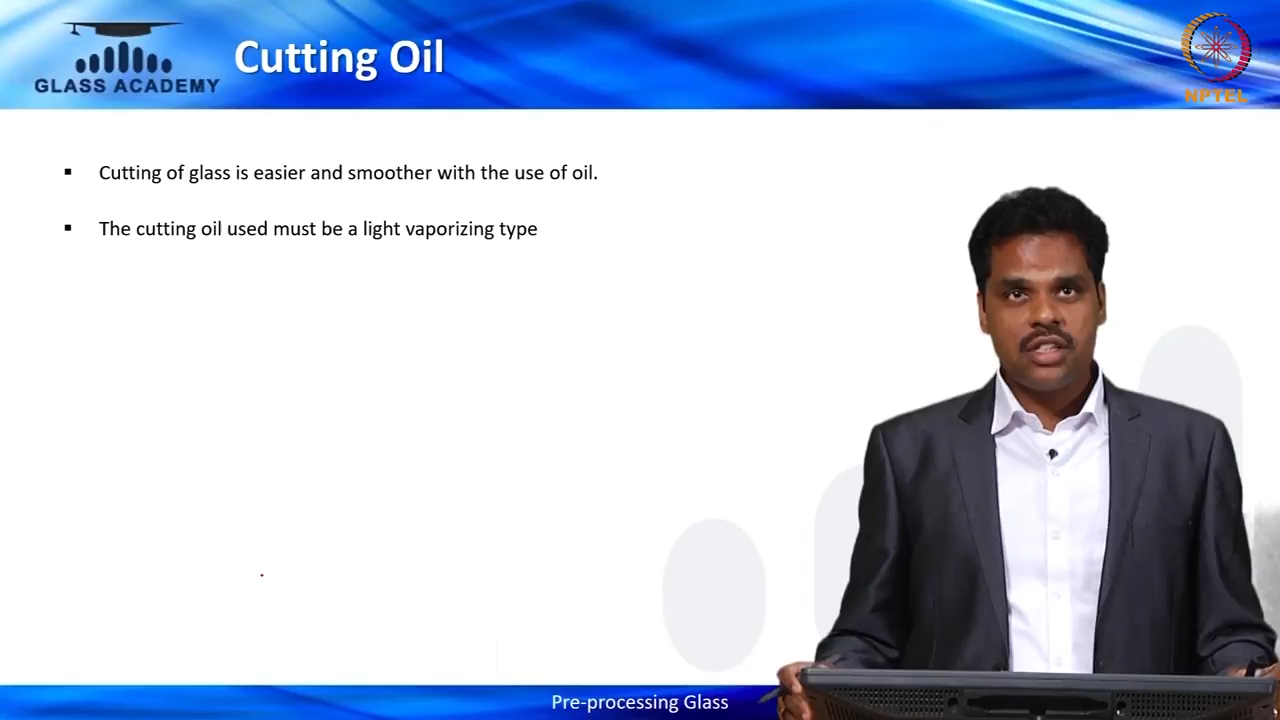 GLASS ACADEMY
Cutting Oil
NPTEL
▪ Cutting of glass is easier and smoother with the use of oil.
▪ The cutting oil used must be a light vaporizing type
Pre-processing Glass